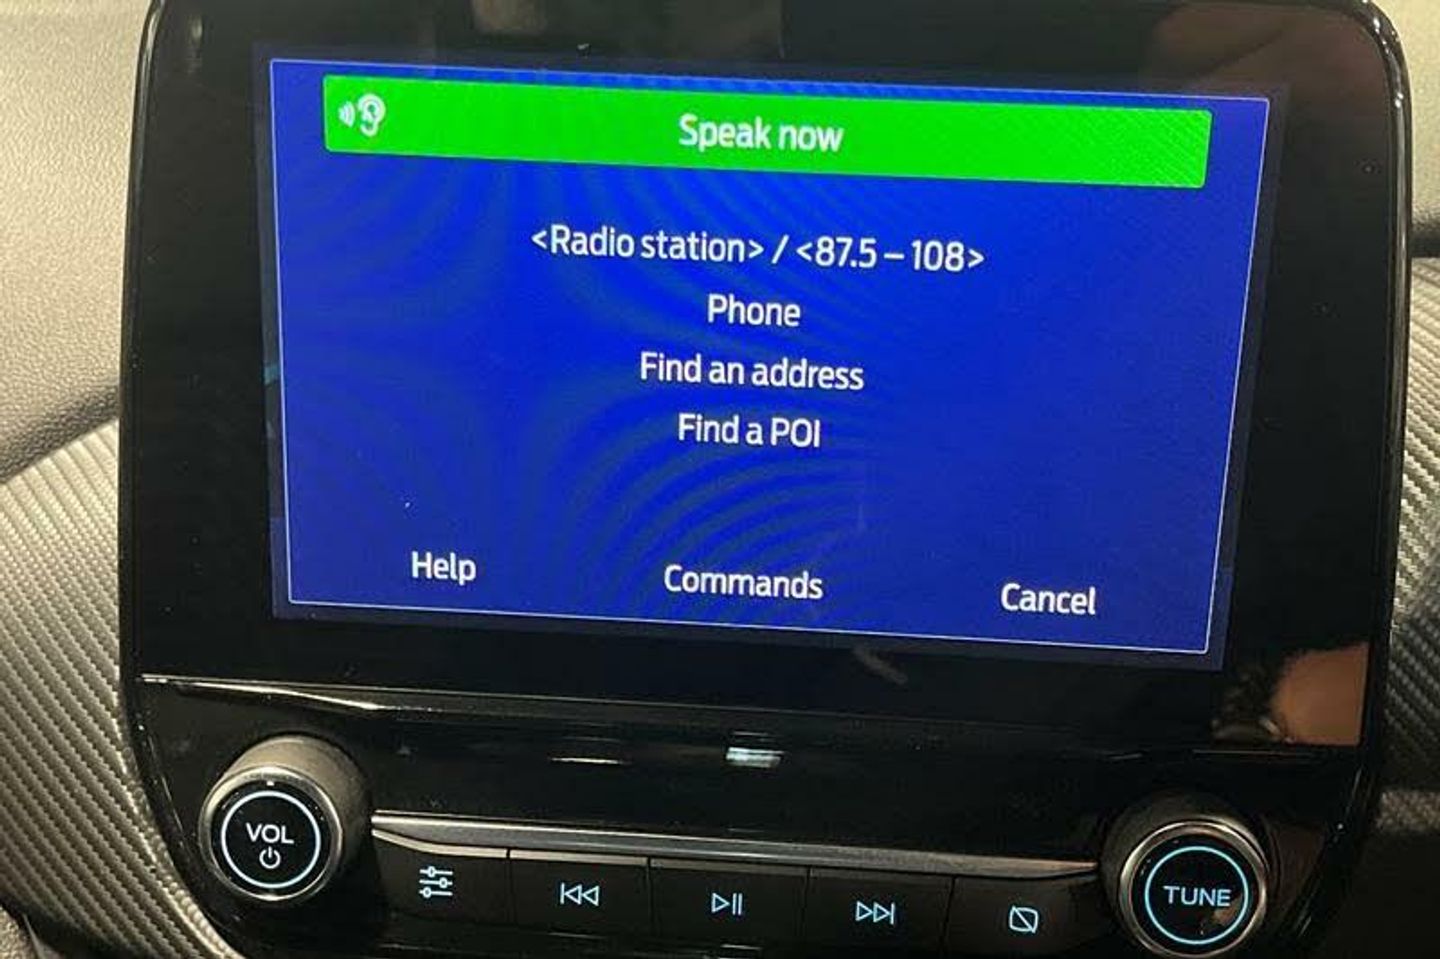 Speak now
<Radio station> / <87.5 – 108>
Phone
Find an address
Find a POI
Help Commands Cancel
VOL
TUNE